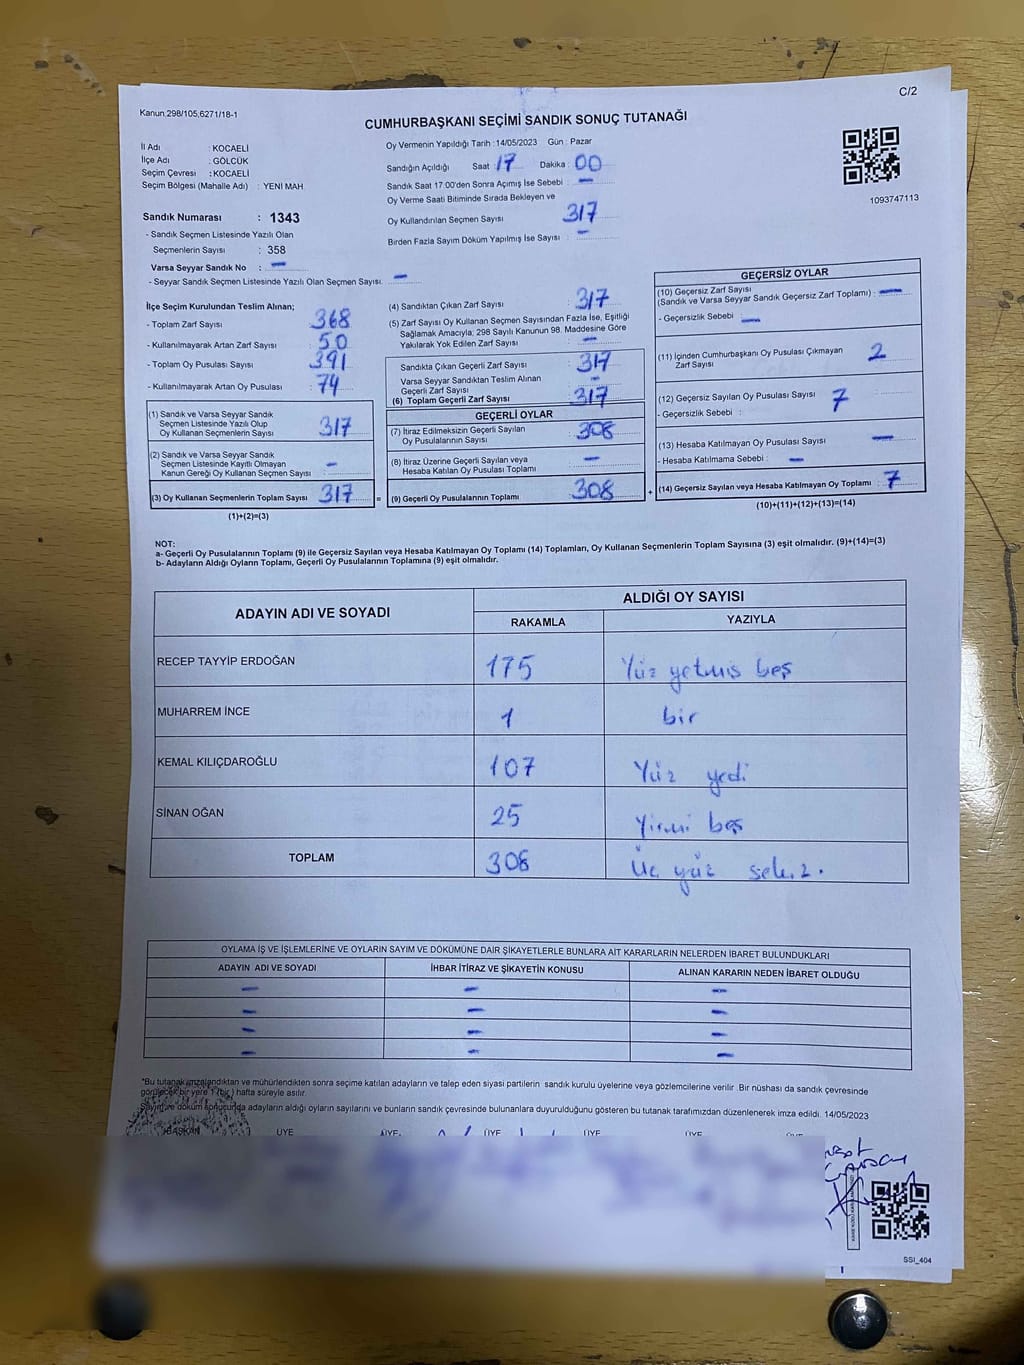 C/2
Kanun.298/105,6271/18-1
CUMHURBAŞKANI SEÇİMİ SANDIK SONUÇ TUTANAĞI
İl Adı : KOCAELİ
İlçe Adı : GÖLCÜK
Seçim Çevresi : KOCAELİ
Seçim Bölgesi (Mahalle Adı) : YENİ MAH.
Sandık Numarası : 1343
- Sandık Seçmen Listesinde Yazılı Olan
Seçmenlerin Sayısı : 358
Varsa Seyyar Sandık No : -
- Seyyar Sandık Seçmen Listesinde Yazılı Olan Seçmen Sayısı. -
Oy Vermenin Yapıldığı Tarih :14/05/2023 Gün : Pazar
Sandığın Açıldığı Saat : 17 Dakika : 00
Sandık Saat 17:00'den Sonra Açımış İse Sebebi : -
Oy Verme Saati Bitiminde Sırada Bekleyen ve
Oy Kullandırılan Seçmen Sayısı 317
Birden Fazla Sayım Döküm Yapılmış İse Sayısı : -
1093747113
İlçe Seçim Kurulundan Teslim Alınan;
- Toplam Zarf Sayısı : 368
- Kullanılmayarak Artan Zarf Sayısı : 50
- Toplam Oy Pusulası Sayısı : 391
- Kullanılmayarak Artan Oy Pusulası : 74
(1) Sandık ve Varsa Seyyar Sandık
Seçmen Listesinde Yazılı Olup
Oy Kullanan Seçmenlerin Sayısı 317
(2) Sandık ve Varsa Seyyar Sandık
Seçmen Listesinde Kayıtlı Olmayan
Kanun Gereği Oy Kullanan Seçmen Sayısı -
(3) Oy Kullanan Seçmenlerin Toplam Sayısı 317 =
(1)+(2)=(3)
(4) Sandıktan Çıkan Zarf Sayısı : 317
(5) Zarf Sayısı Oy Kullanan Seçmen Sayısından Fazla İse, Eşitliği
Sağlamak Amacıyla; 298 Sayılı Kanunun 98. Maddesine Göre
Yakılarak Yok Edilen Zarf Sayısı : -
Sandıkta Çıkan Geçerli Zarf Sayısı : 317
Varsa Seyyar Sandıktan Teslim Alınan
Geçerli Zarf Sayısı : -
(6) Toplam Geçerli Zarf Sayısı : 317
GEÇERLİ OYLAR
(7) İtiraz Edilmeksizin Geçerli Sayılan
Oy Pusulalarının Sayısı : 308
(8) İtiraz Üzerine Geçerli Sayılan veya
Hesaba Katılan Oy Pusulası Toplamı : -
(9) Geçerli Oy Pusulalarının Toplamı 308 +
GEÇERSİZ OYLAR
(10) Geçersiz Zarf Sayısı
(Sandık ve Varsa Seyyar Sandık Geçersiz Zarf Toplamı) : -
- Geçersizlik Sebebi : -
(11) İçinden Cumhurbaşkanı Oy Pusulası Çıkmayan
Zarf Sayısı 2
(12) Geçersiz Sayılan Oy Pusulası Sayısı : 7
- Geçersizlik Sebebi :
(13) Hesaba Katılmayan Oy Pusulası Sayısı : -
- Hesaba Katılmama Sebebi : -
(14) Geçersiz Sayılan veya Hesaba Katılmayan Oy Toplamı : 7
(10)+(11)+(12)+(13)=(14)
NOT:
a- Geçerli Oy Pusulalarının Toplamı (9) ile Geçersiz Sayılan veya Hesaba Katılmayan Oy Toplamı (14) Toplamları, Oy Kullanan Seçmenlerin Toplam Sayısına (3) eşit olmalıdır. (9)+(14)=(3)
b- Adayların Aldığı Oyların Toplamı, Geçerli Oy Pusulalarının Toplamına (9) eşit olmalıdır.
ADAYIN ADI VE SOYADI ALDIĞI OY SAYISI
RAKAMLA YAZIYLA
RECEP TAYYİP ERDOĞAN 175 Yüz yetmiş beş
MUHARREM İNCE 1 bir
KEMAL KILIÇDAROĞLU 107 Yüz yedi
SİNAN OĞAN 25 Yirmi beş
TOPLAM 308 Üç yüz sekiz.
OYLAMA İŞ VE İŞLEMLERİNE VE OYLARIN SAYIM VE DÖKÜMÜNE DAİR ŞİKAYETLERLE BUNLARA AİT KARARLARIN NELERDEN İBARET BULUNDUKLARI
ADAYIN ADI VE SOYADI İHBAR İTİRAZ VE ŞİKAYETİN KONUSU ALINAN KARARIN NEDEN İBARET OLDUĞU
- - -
- - -
- - -
- - -
*Bu tutanak imzalandıktan ve mühürlendikten sonra seçime katılan adayların ve talep eden siyasi partilerin sandık kurulu üyelerine veya gözlemcilerine verilir. Bir nüshası da sandık çevresinde
görülecek bir yere 1 (bir) hafta süreyle asılır.
Sayım ve döküm sonucunda adayların aldığı oyların sayılarını ve bunların sandık çevresinde bulunanlara duyurulduğunu gösteren bu tutanak tarafımızdan düzenlenerek imza edildi. 14/05/2023
BAŞKAN ÜYE ÜYE ÜYE ÜYE ÜYE ÜYE
SSI_404